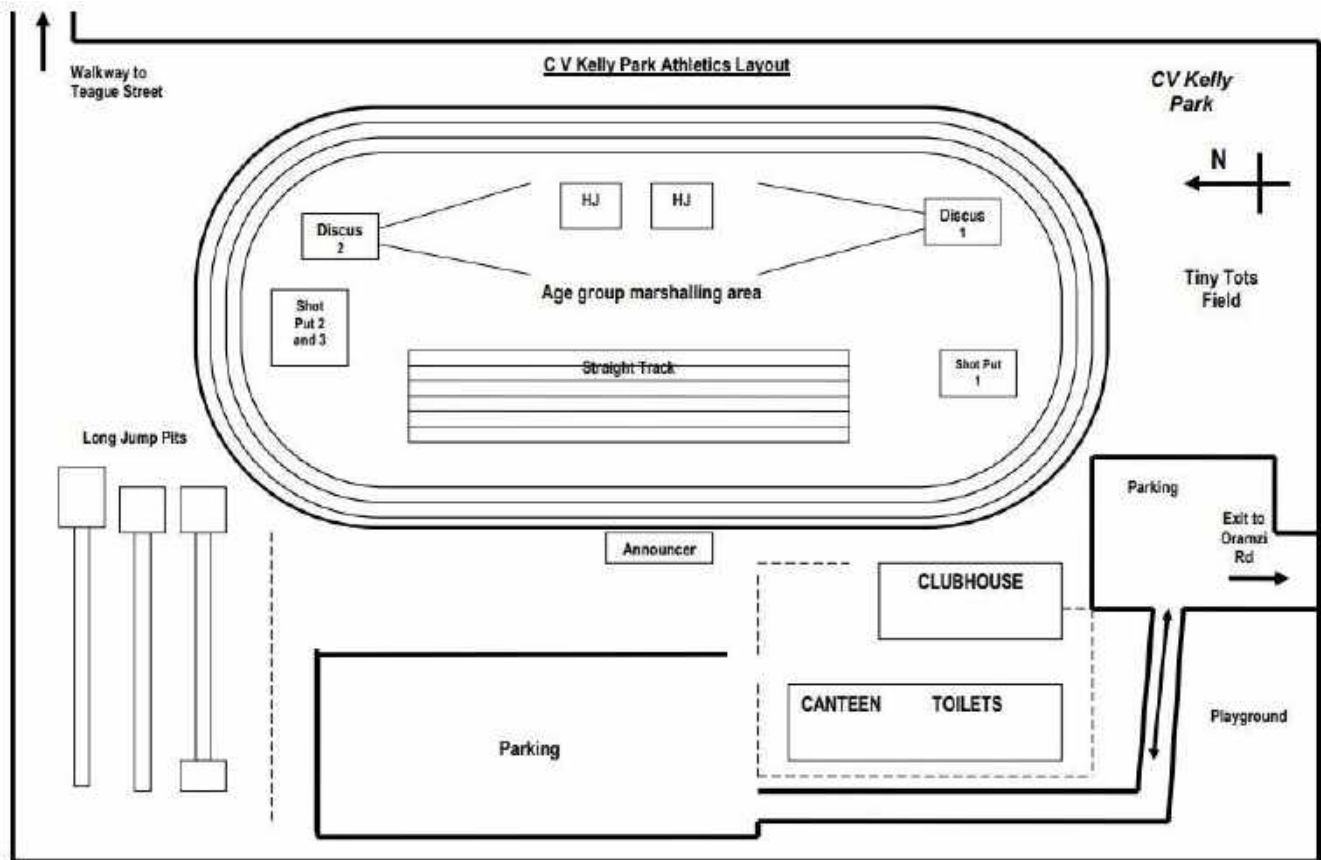 C V Kelly Park Athletics Layout
Walkway to
Teague Street
CV Kelly
Park
N
HJ
HJ
Discus
2
Discus
1
Age group marshalling area
Tiny Tots
Field
Shot
Put 2
and 3
Straight Track
Shot Put
1
Long Jump Pits
Parking
Exit to
Oramzi
Rd
Announcer
CLUBHOUSE
CANTEEN
TOILETS
Parking
Playground